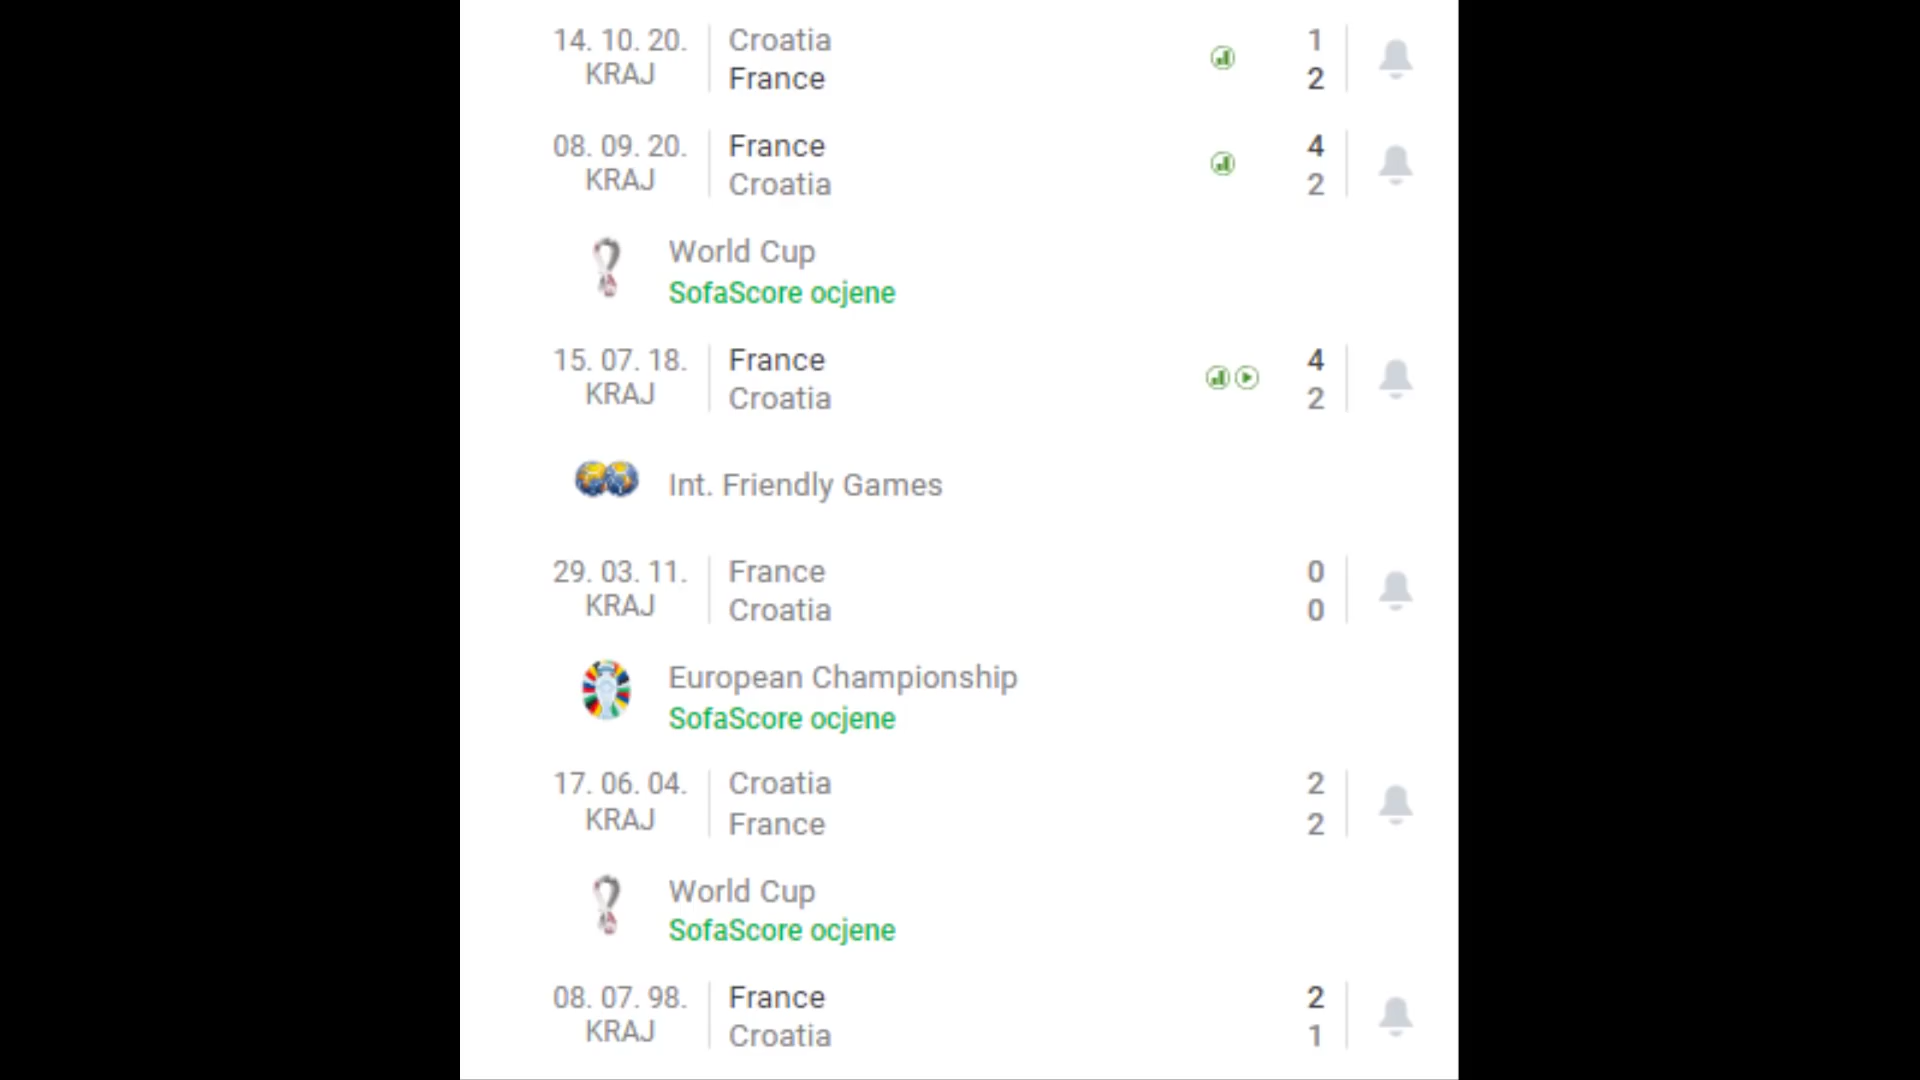 14. 10. 20. Croatia 1
KRAJ France 2
08. 09. 20. France 4
KRAJ Croatia 2
World Cup
SofaScore ocjene
15. 07. 18. France 4
KRAJ Croatia 2
Int. Friendly Games
29. 03. 11. France 0
KRAJ Croatia 0
European Championship
SofaScore ocjene
17. 06. 04. Croatia 2
KRAJ France 2
World Cup
SofaScore ocjene
08. 07. 98. France 2
KRAJ Croatia 1